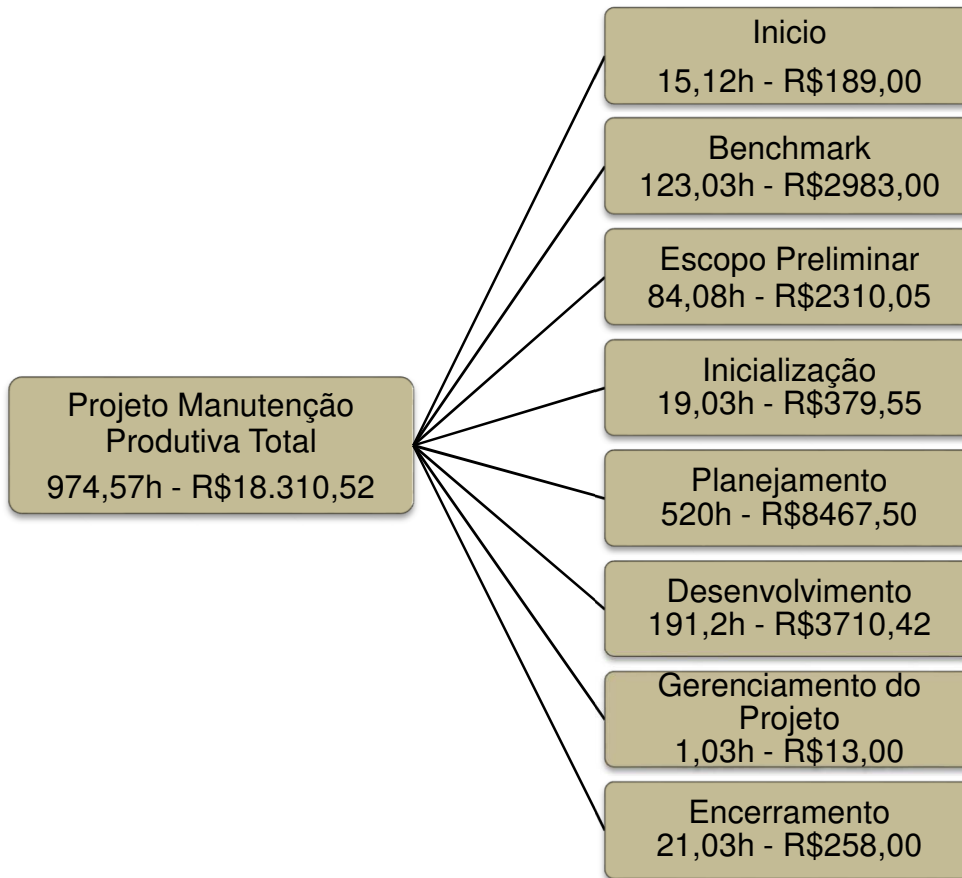 Projeto Manutenção
Produtiva Total
974,57h - R$18.310,52
Inicio
15,12h - R$189,00
Benchmark
123,03h - R$2983,00
Escopo Preliminar
84,08h - R$2310,05
Inicialização
19,03h - R$379,55
Planejamento
520h - R$8467,50
Desenvolvimento
191,2h - R$3710,42
Gerenciamento do
Projeto
1,03h - R$13,00
Encerramento
21,03h - R$258,00